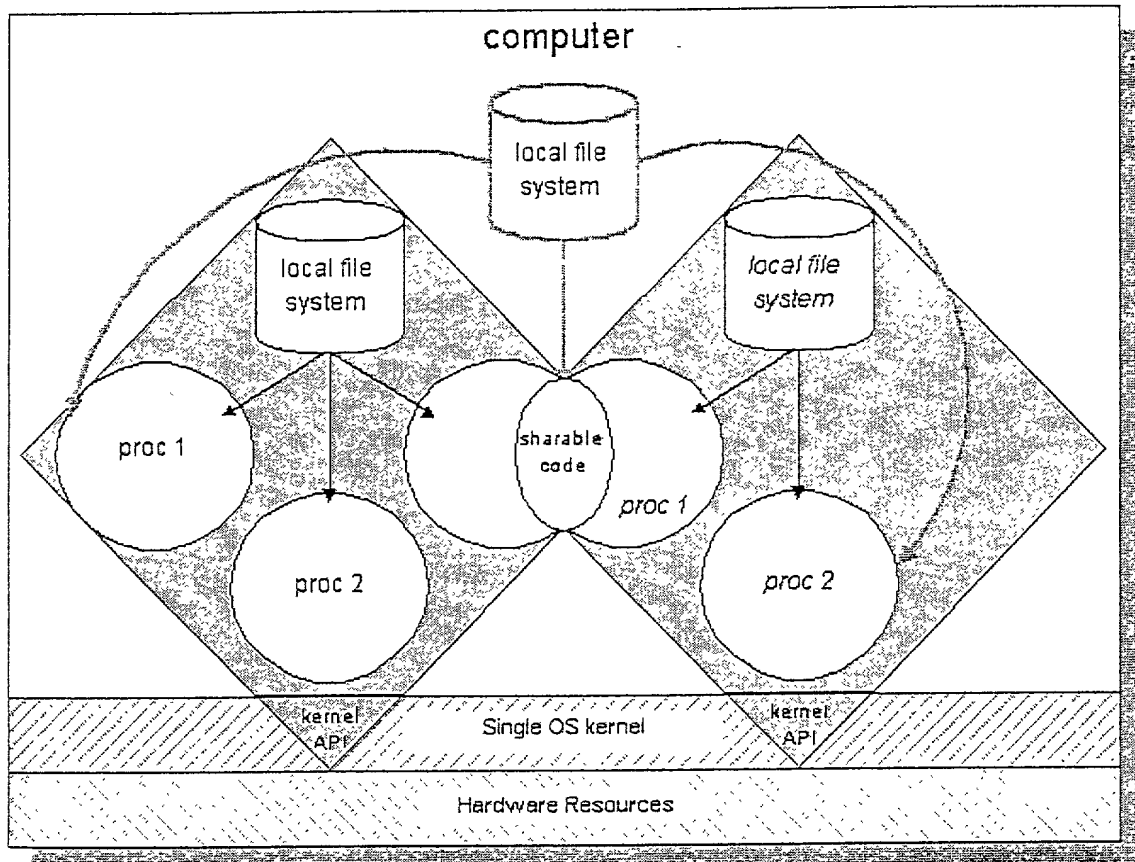 computer
local file
system
local file
system
local file
system
proc 1
sharable
code
proc 1
proc 2
proc 2
kernel
API
Single OS kernel
kernel
API
Hardware Resources